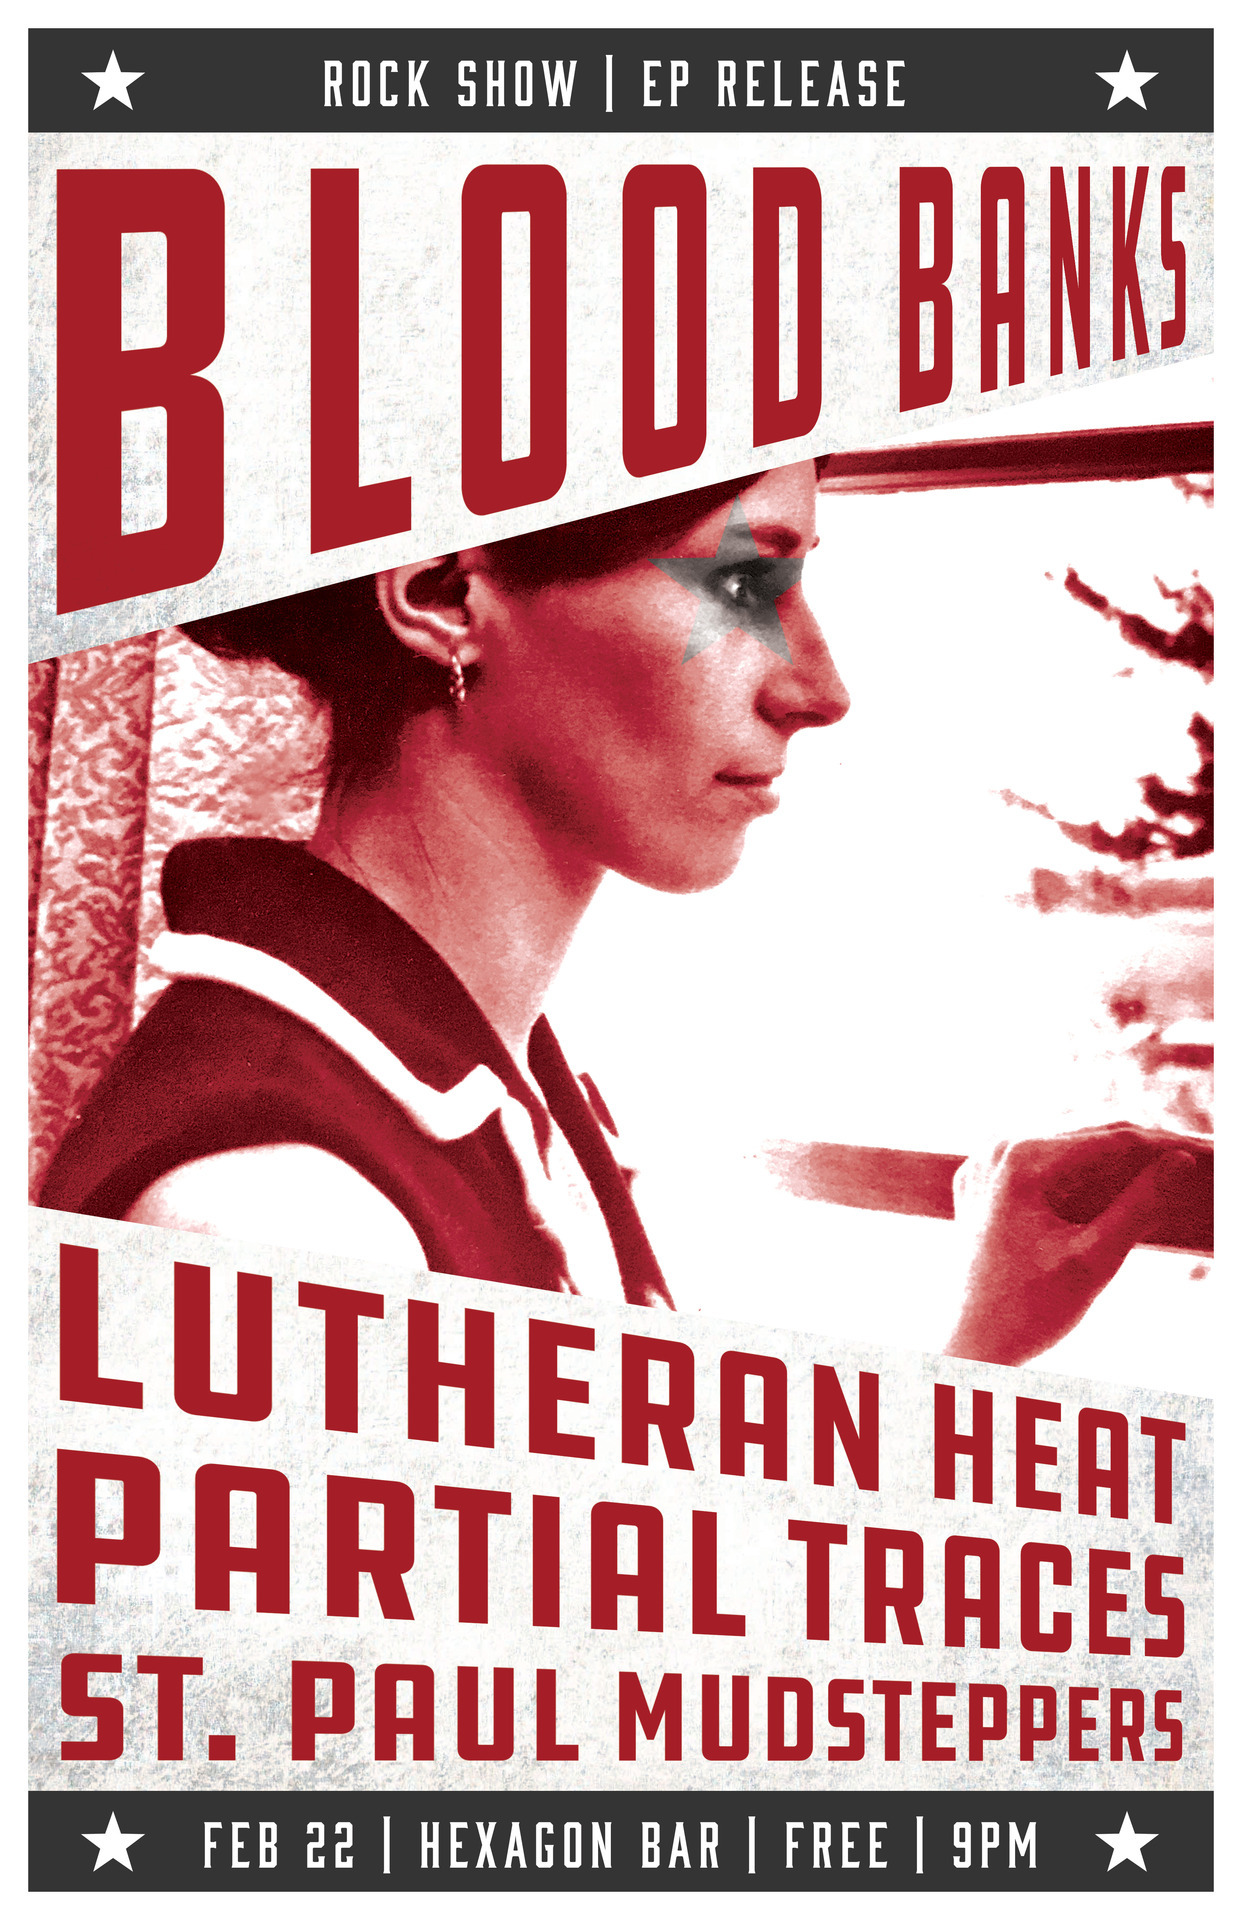 ROCK SHOW | EP RELEASE
BLOOD BANKS
LUTHERAN HEAT
PARTIAL TRACES
ST. PAUL MUDSTEPPERS
FEB 22 | HEXAGON BAR | FREE | 9PM